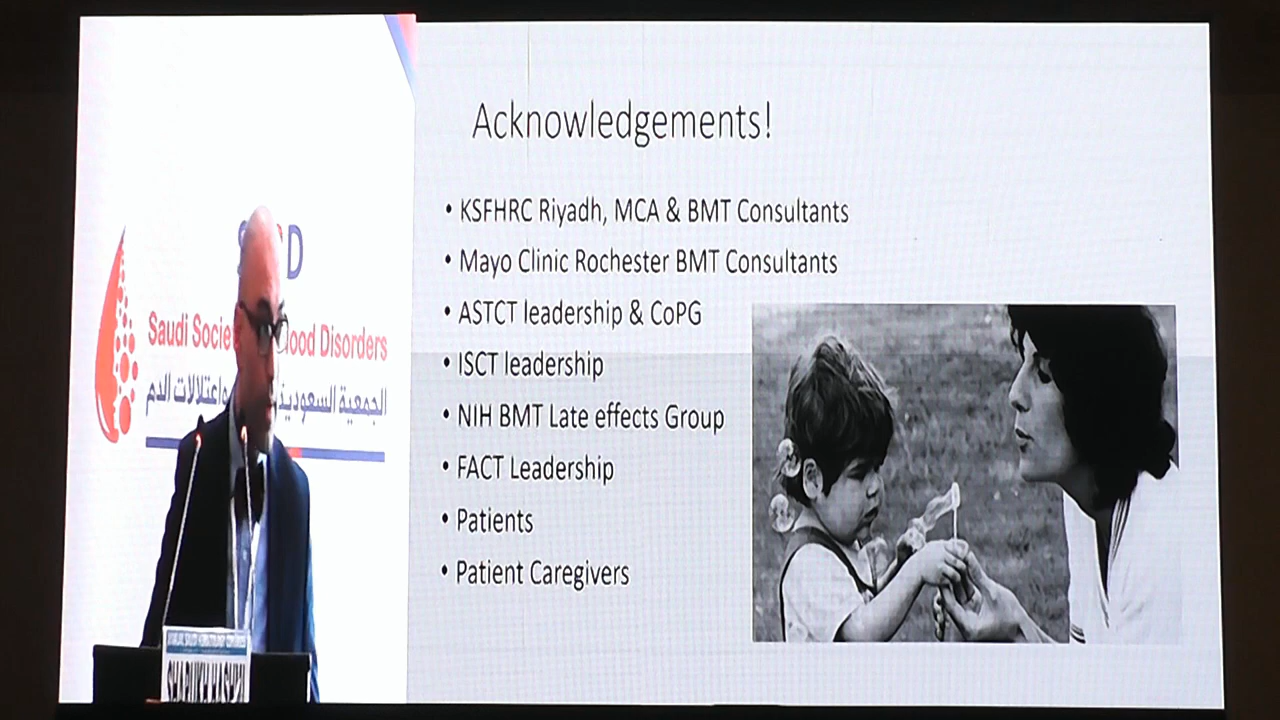 Acknowledgements!
• KSFHRC Riyadh, MCA & BMT Consultants
• Mayo Clinic Rochester BMT Consultants
• ASTCT leadership & CoPG
• ISCT leadership
• NIH BMT Late effects Group
• FACT Leadership
• Patients
• Patient Caregivers
D
Saudi Socie lood Disorders
الجمعية السعودية واعتلالات الدم